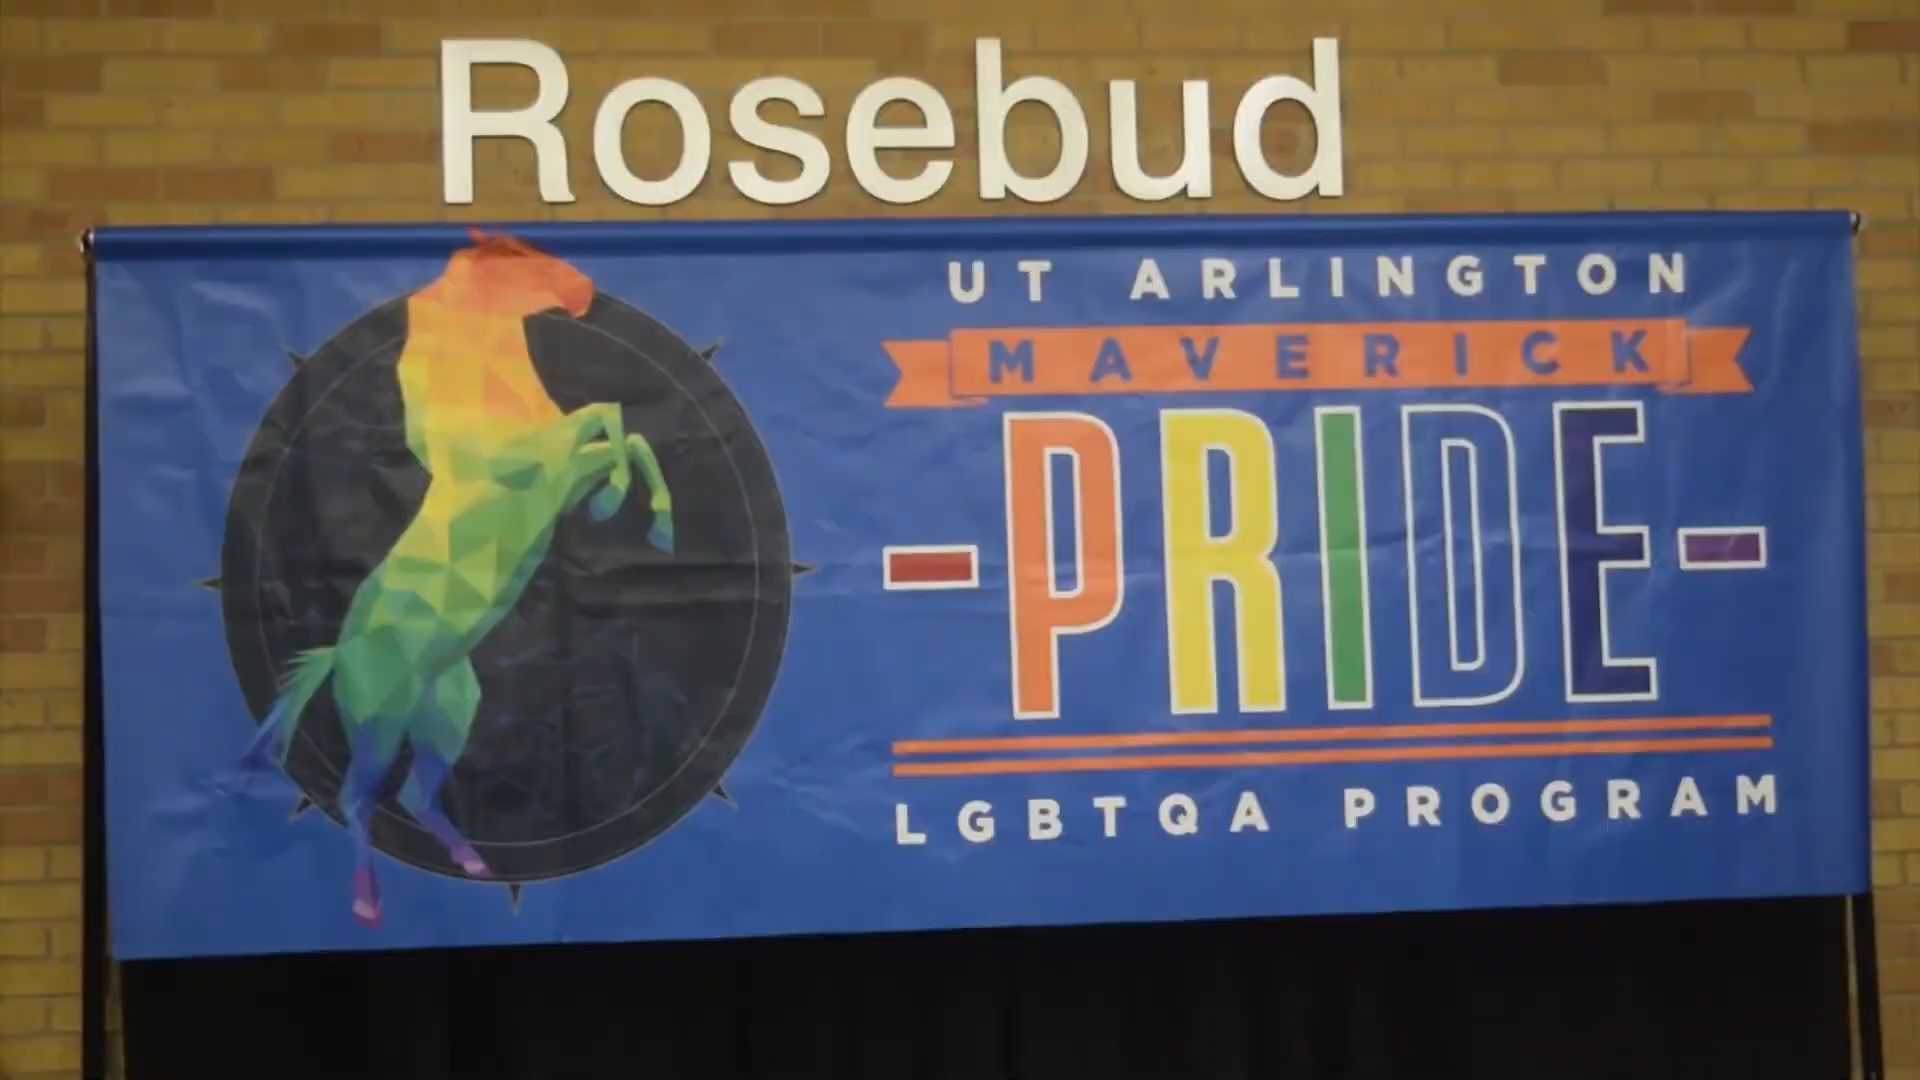 Rosebud
UT ARLINGTON
MAVERICK
-PRIDE-
LGBTQA PROGRAM